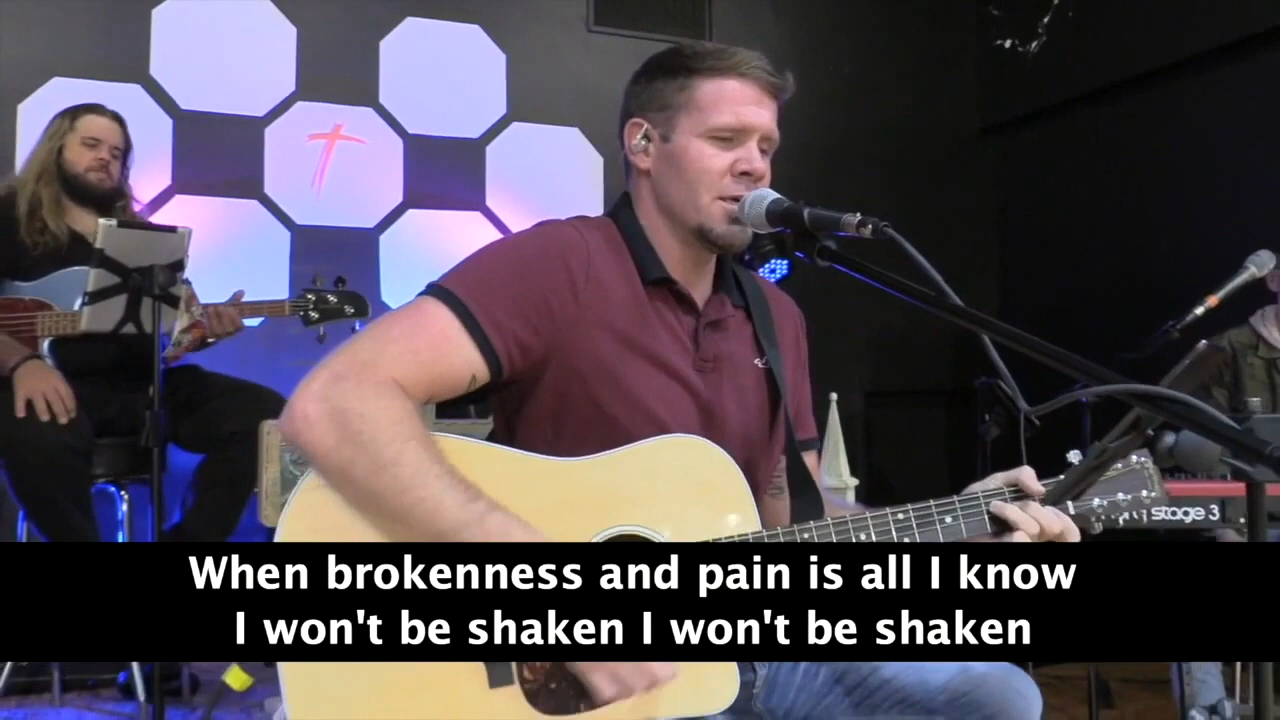 stage 3
When brokenness and pain is all I know
I won't be shaken I won't be shaken